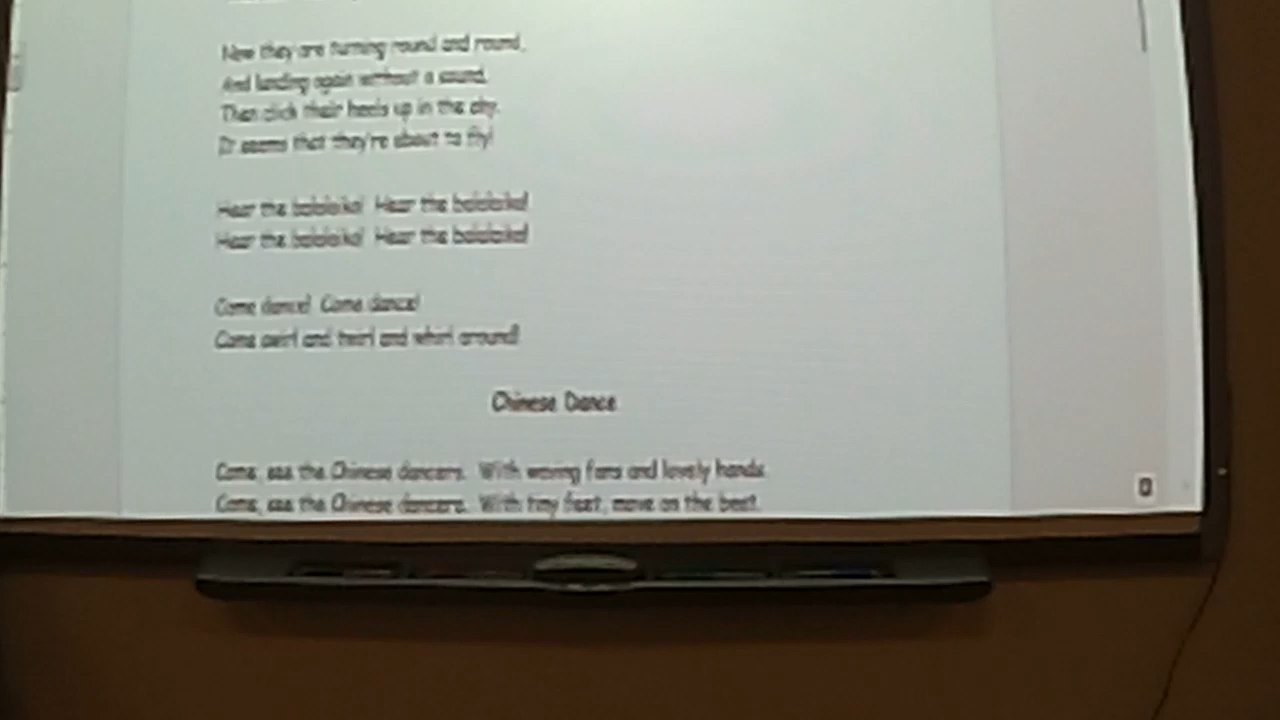 Now they are turning round and round,
And landing again without a sound,
Then click their heels up in the sky.
It seems that they're about to fly!
Hear the balalaika! Hear the balalaika!
Hear the balalaika! Hear the balalaika!
Come dance! Come dance!
Come swirl and twirl and whirl around!
Chinese Dance
Come, see the Chinese dancers. With waving fans and lovely hands.
Come, see the Chinese dancers. With tiny feet, move on the beat.